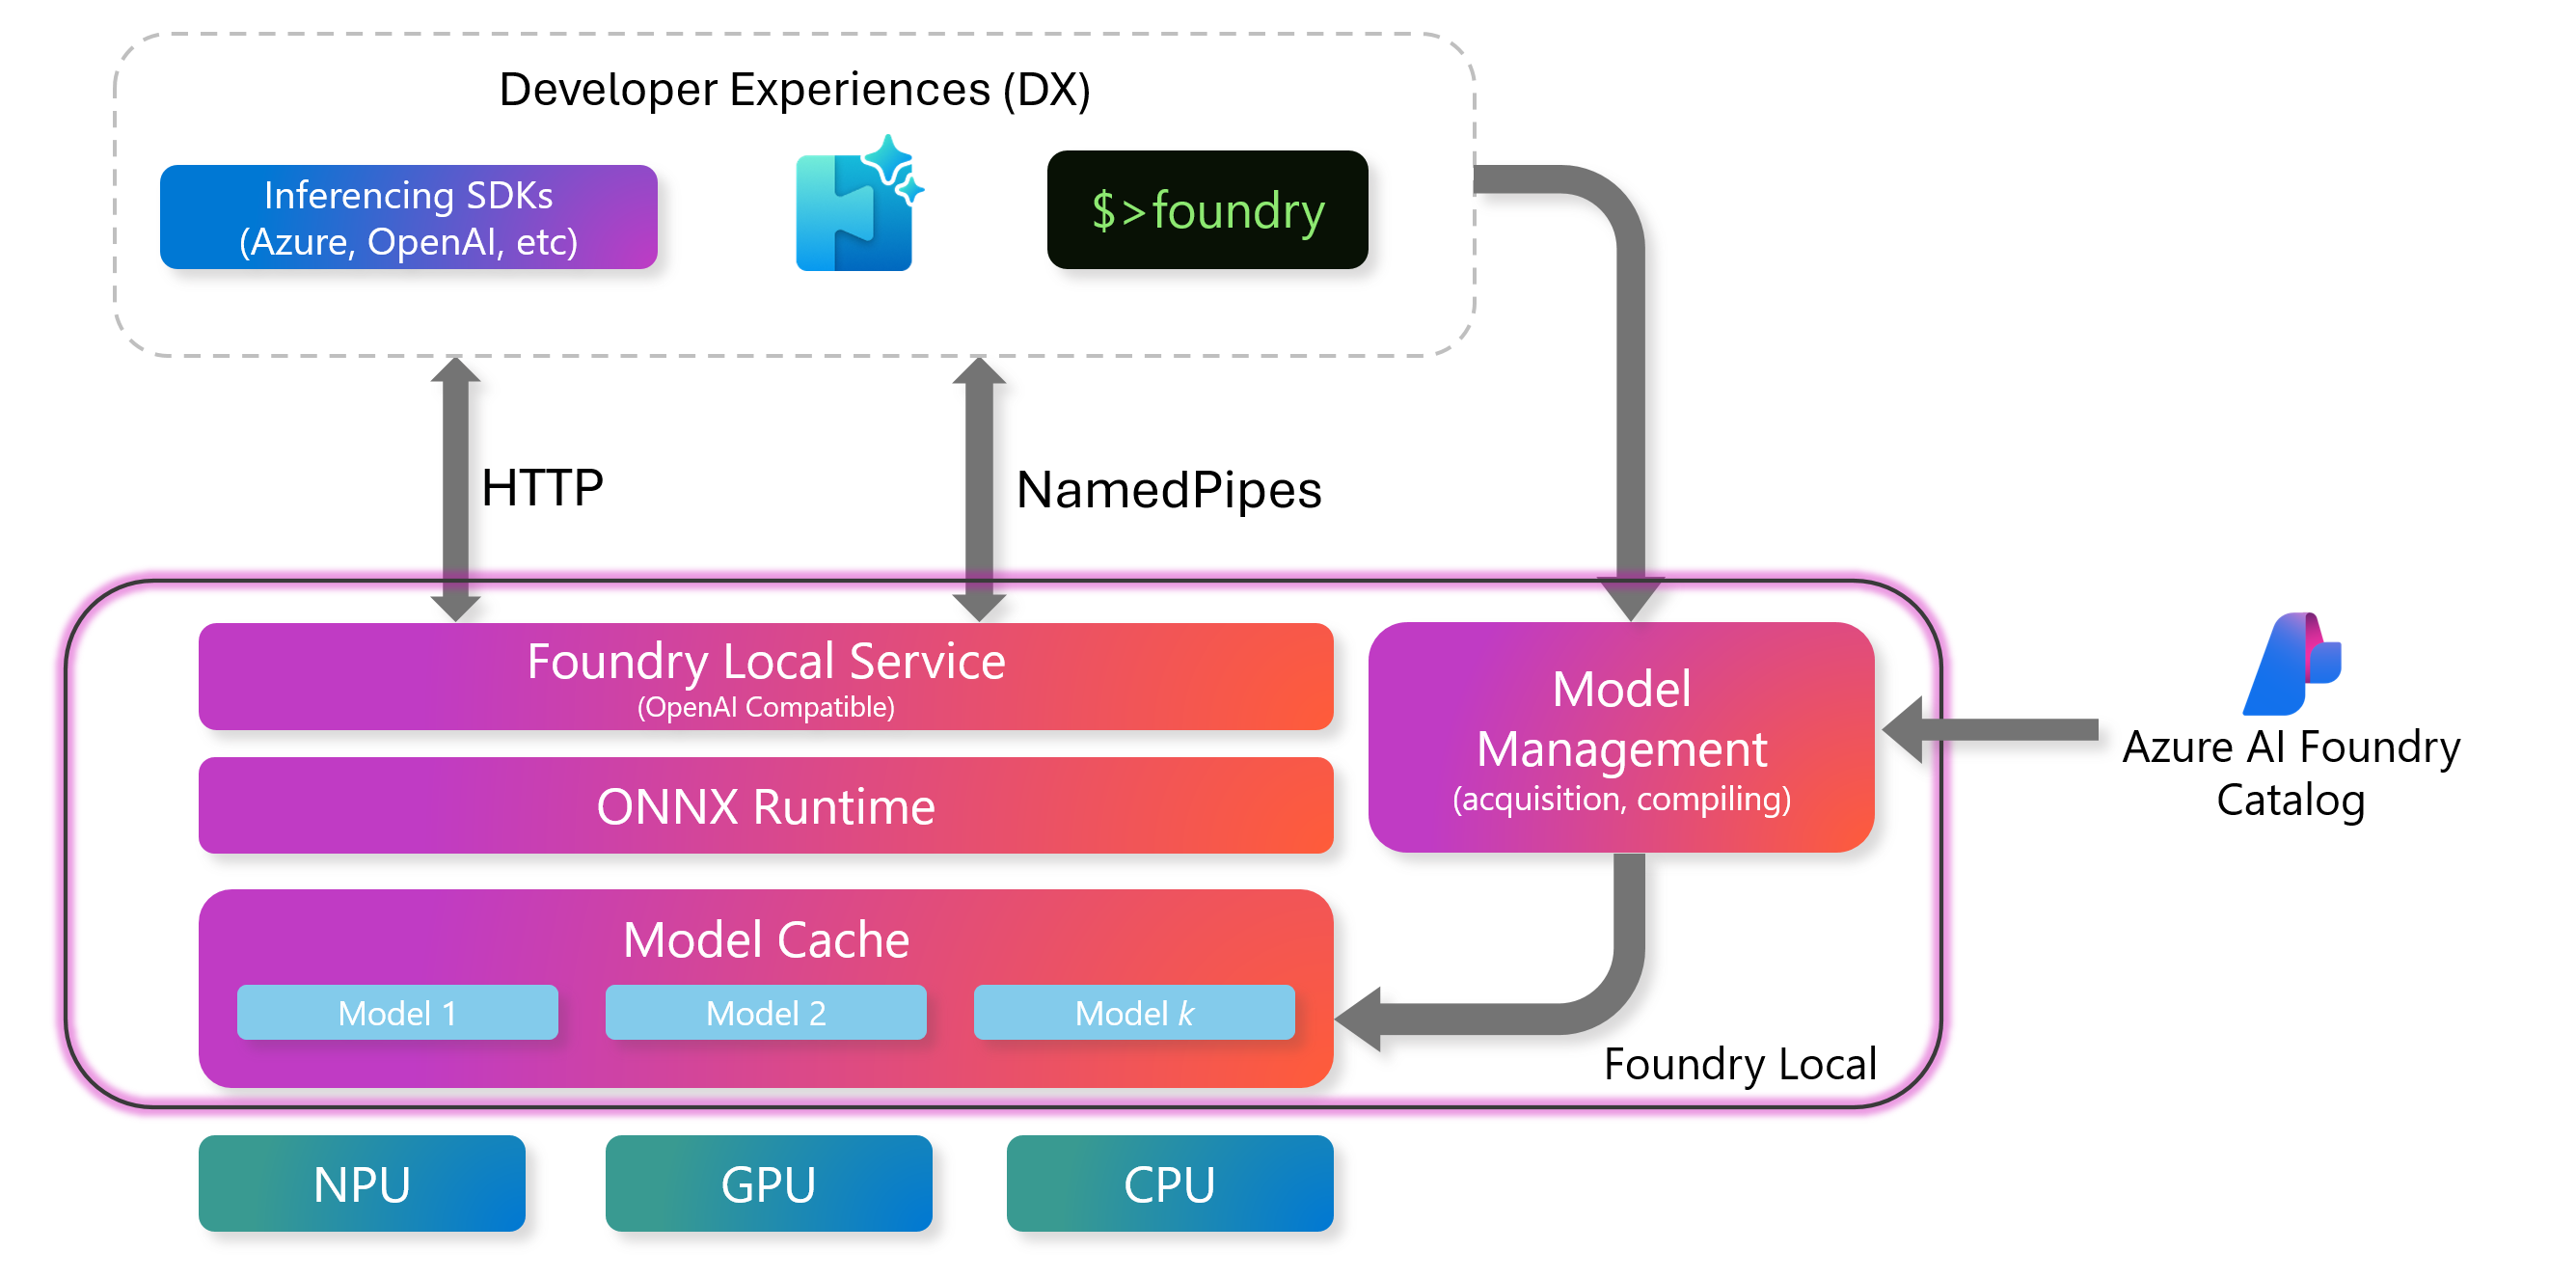 Developer Experiences (DX)
Inferencing SDKs
(Azure, OpenAI, etc)
$>foundry
HTTP
NamedPipes
Foundry Local Service
(OpenAI Compatible)
ONNX Runtime
Model Cache
Model 1
Model 2
Model k
Model
Management
(acquisition, compiling)
Azure AI Foundry
Catalog
Foundry Local
NPU
GPU
CPU